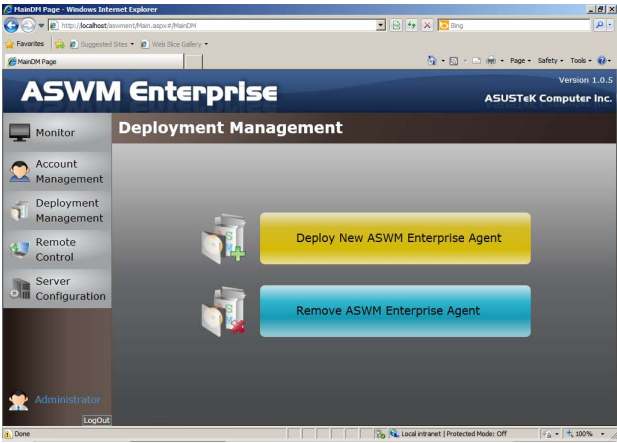 MainDM Page - Windows Internet Explorer
http://localhost/aswment/Main.aspx#/MainDM
Bing
Favorites
Suggested Sites
Web Slice Gallery
MainDM Page
Page
Safety
Tools
ASWM Enterprise
Version 1.0.5
ASUSTeK Computer Inc.
Monitor
Deployment Management
Account
Management
Deployment
Management
Remote
Control
Server
Configuration
Deploy New ASWM Enterprise Agent
Remove ASWM Enterprise Agent
Administrator
LogOut
Done
Local intranet | Protected Mode: Off
100%